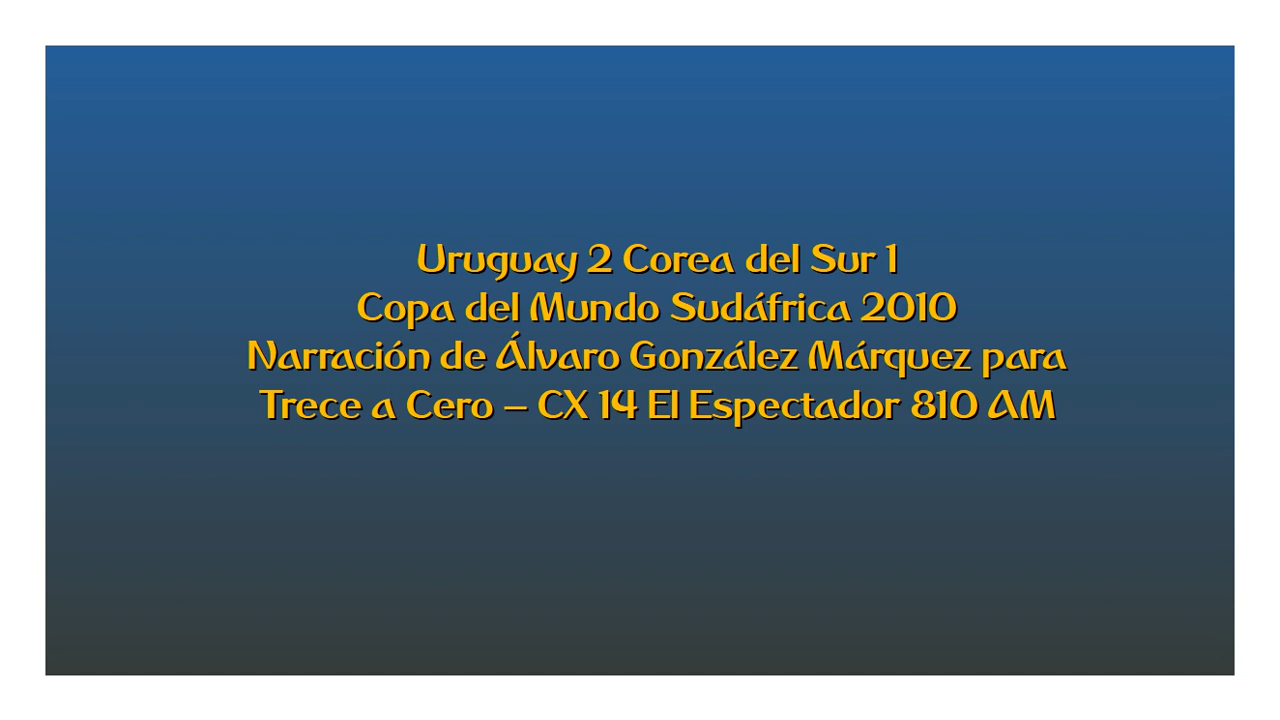 Uruguay 2 Corea del Sur 1
Copa del Mundo Sudáfrica 2010
Narración de Álvaro González Márquez para
Trece a Cero – CX 14 El Espectador 810 AM